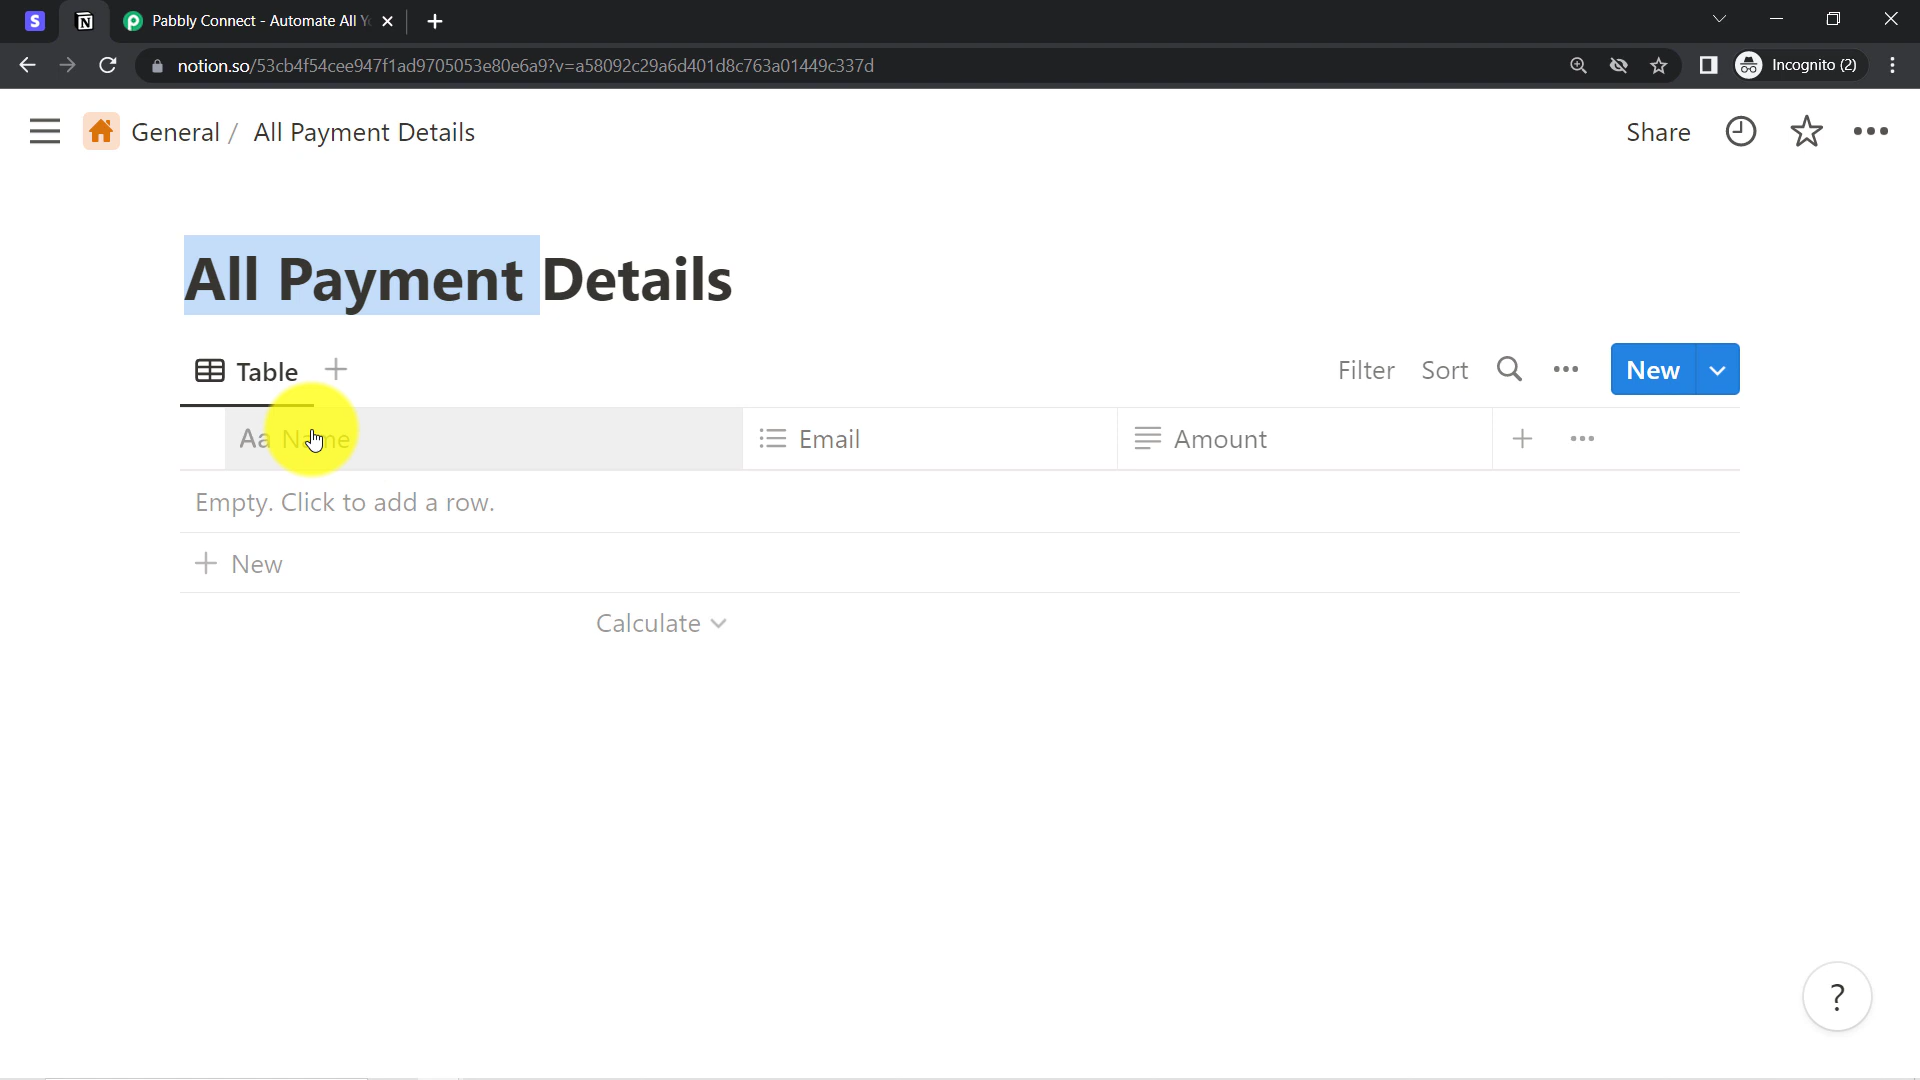 S
Pabbly Connect - Automate All Y
notion.so/53cb4f54cee947f1ad9705053e80e6a9?v=a58092c29a6d401d8c763a01449c337d
Incognito (2)
General / All Payment Details
Share
All Payment Details
Table
Filter Sort
New
Aa Name
Email
Amount
Empty. Click to add a row.
New
Calculate
?